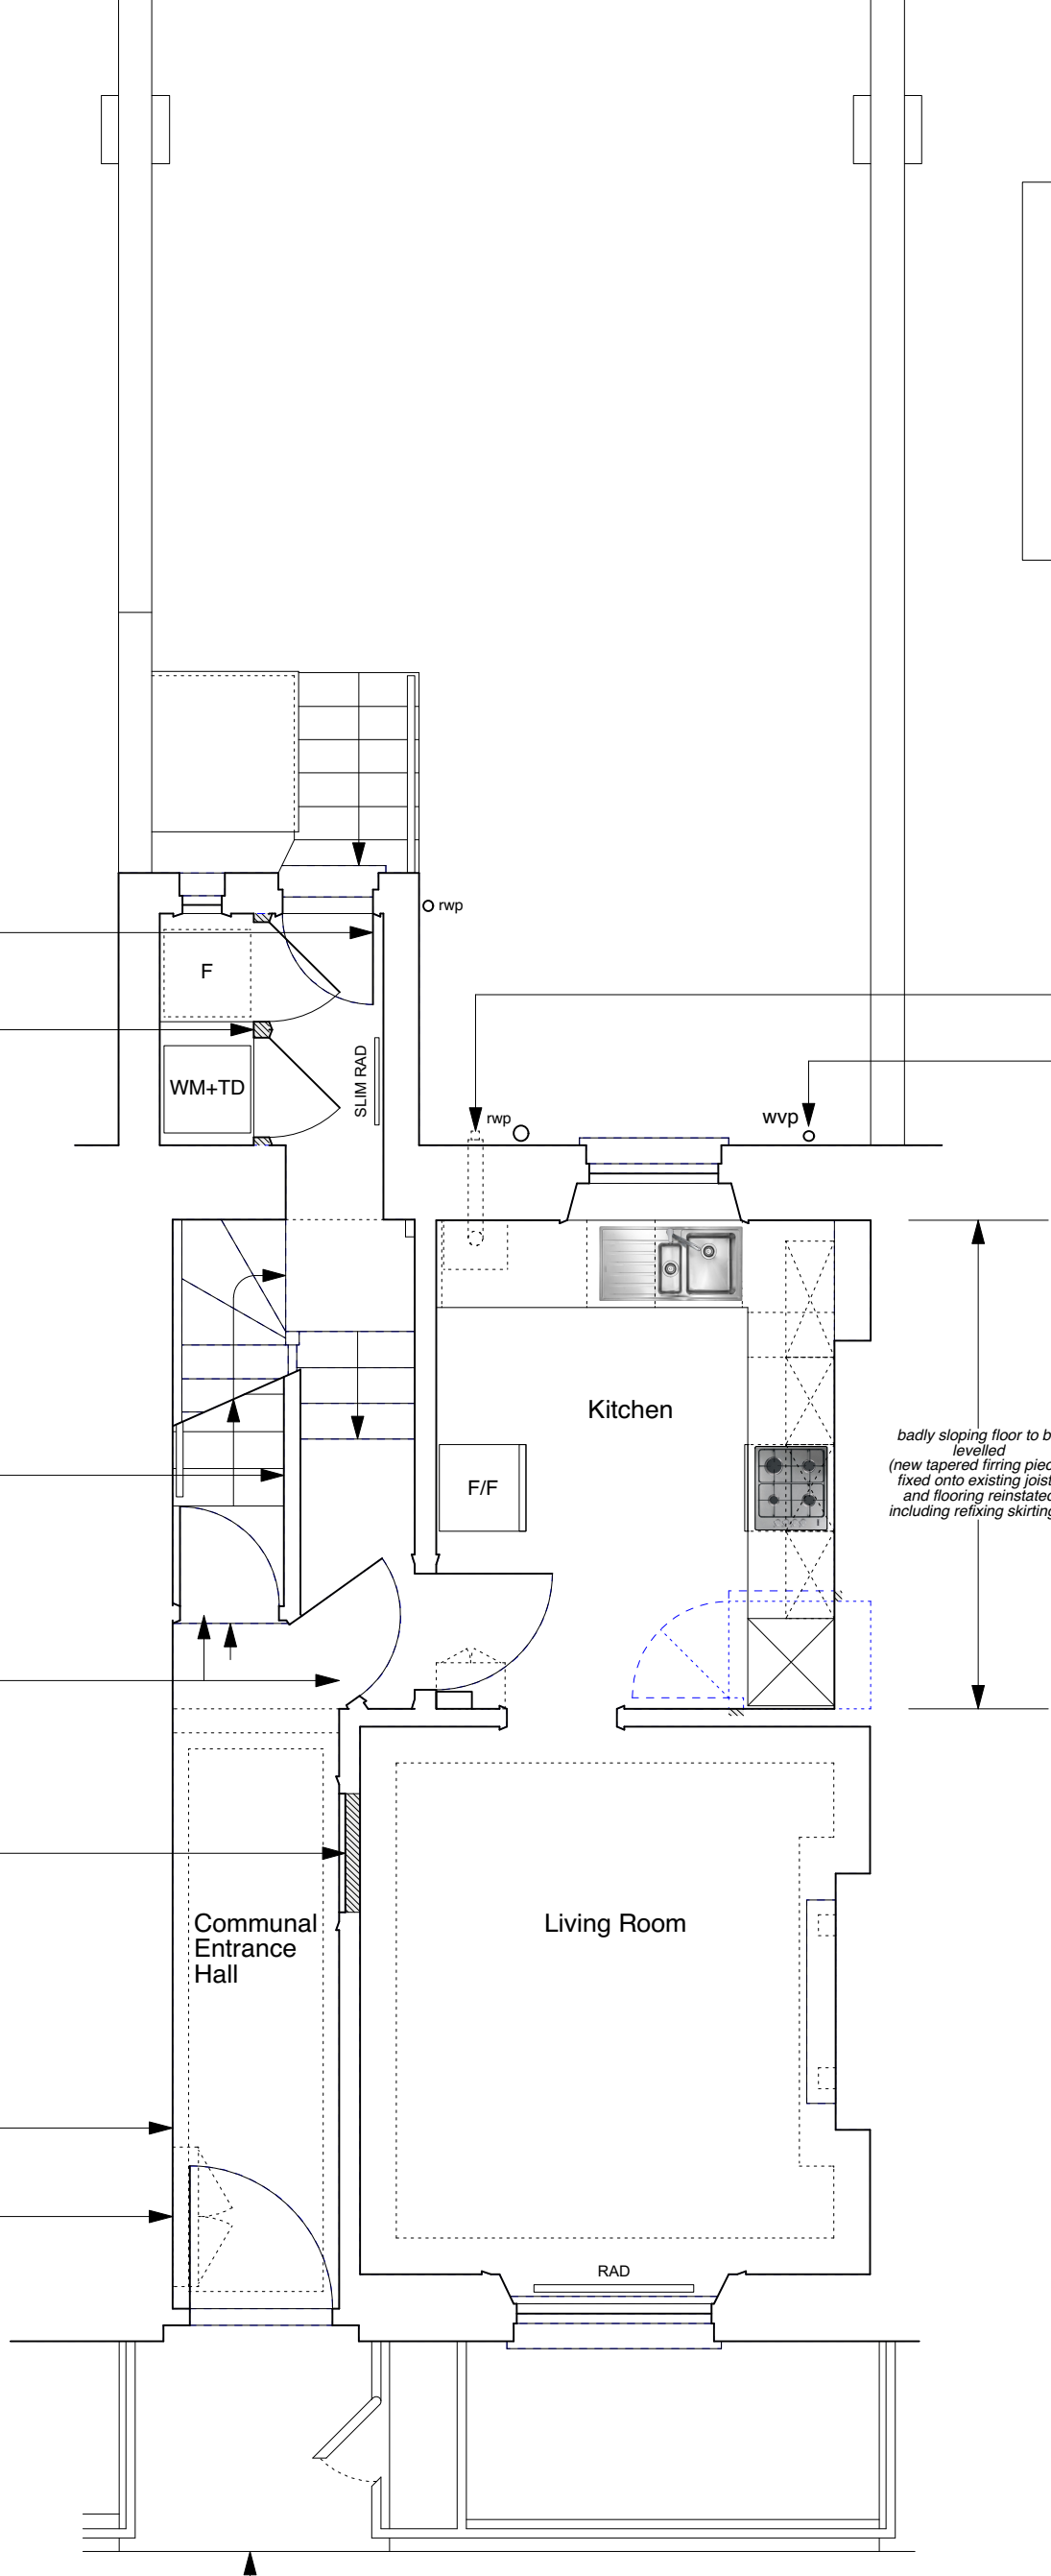 rwp
F
SLIM RAD
WM+TD
rwp
wvp
Kitchen
badly sloping floor to b
levelled
(new tapered firring piec
fixed onto existing joist
and flooring reinstated
including refixing skirting
F/F
Communal
Entrance
Hall
Living Room
RAD